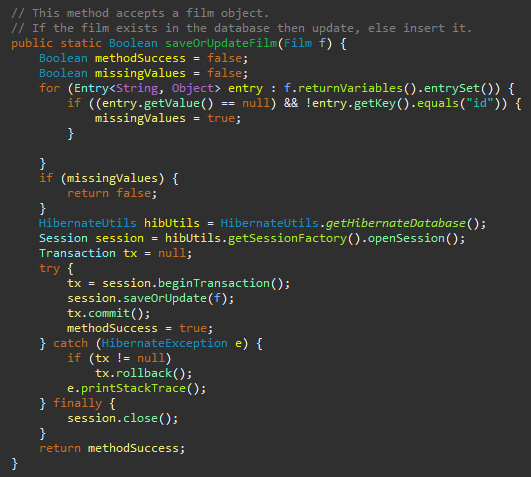 // This method accepts a film object.
// If the film exists in the database then update, else insert it.
public static Boolean saveOrUpdateFilm(Film f) {
    Boolean methodSuccess = false;
    Boolean missingValues = false;
    for (Entry<String, Object> entry : f.returnVariables().entrySet()) {
        if ((entry.getValue() == null) && !entry.getKey().equals("id")) {
            missingValues = true;
        }

    }
    if (missingValues) {
        return false;
    }
    HibernateUtils hibUtils = HibernateUtils.getHibernateDatabase();
    Session session = hibUtils.getSessionFactory().openSession();
    Transaction tx = null;
    try {
        tx = session.beginTransaction();
        session.saveOrUpdate(f);
        tx.commit();
        methodSuccess = true;
    } catch (HibernateException e) {
        if (tx != null)
            tx.rollback();
        e.printStackTrace();
    } finally {
        session.close();
    }
    return methodSuccess;
}